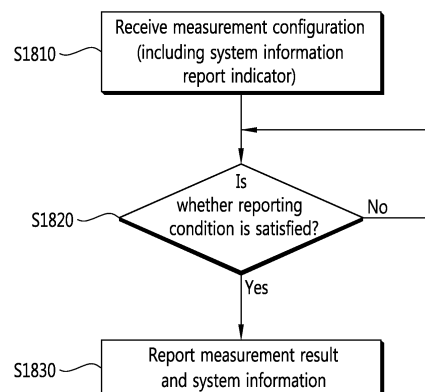 S1810
Receive measurement configuration
(including system information
report indicator)
S1820
Is
whether reporting
condition is satisfied?
No
Yes
S1830
Report measurement result
and system information